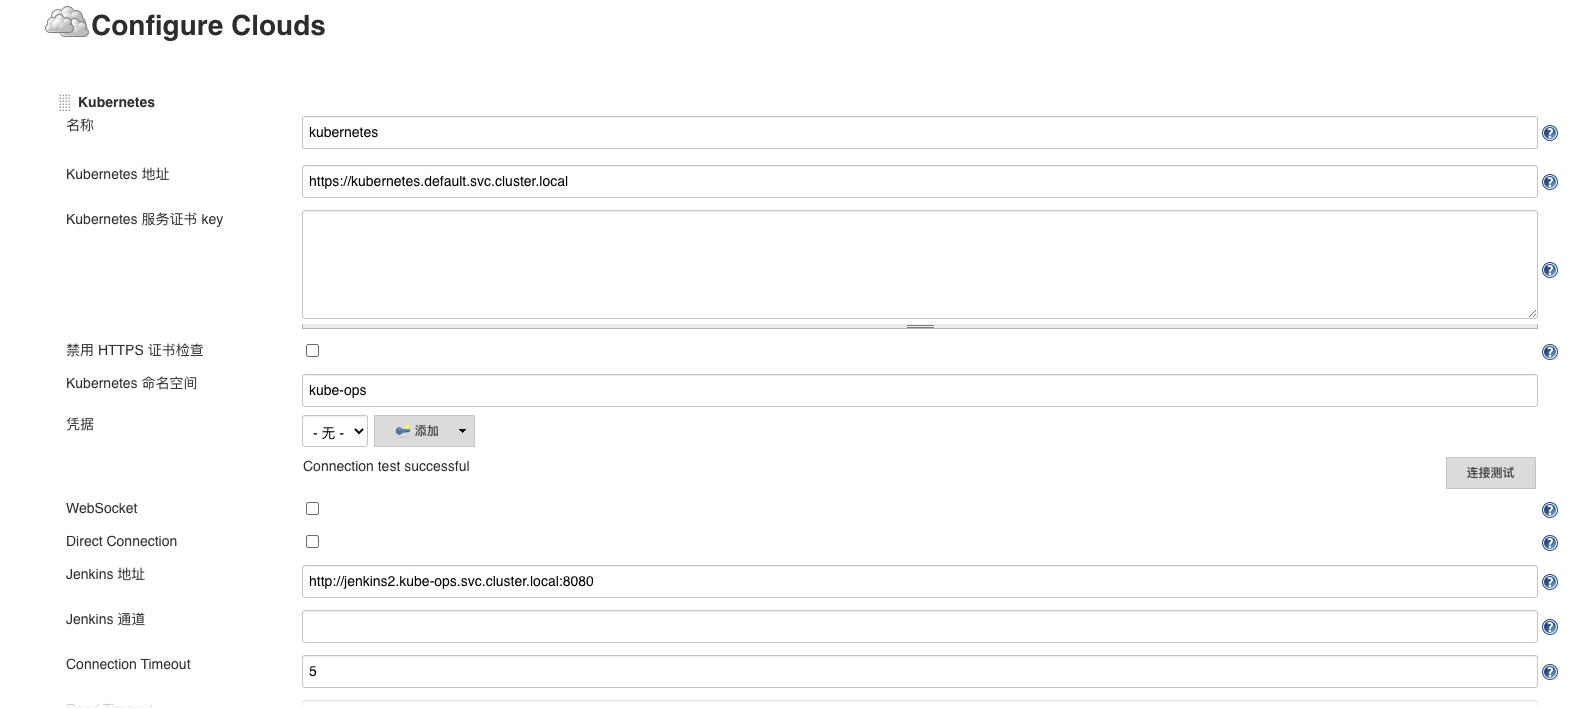 Configure Clouds
Kubernetes
名称
kubernetes
Kubernetes 地址
https://kubernetes.default.svc.cluster.local
Kubernetes 服务证书 key
禁用 HTTPS 证书检查
Kubernetes 命名空间
kube-ops
凭据
- 无 -
添加
Connection test successful
连接测试
WebSocket
Direct Connection
Jenkins 地址
http://jenkins2.kube-ops.svc.cluster.local:8080
Jenkins 通道
Connection Timeout
5